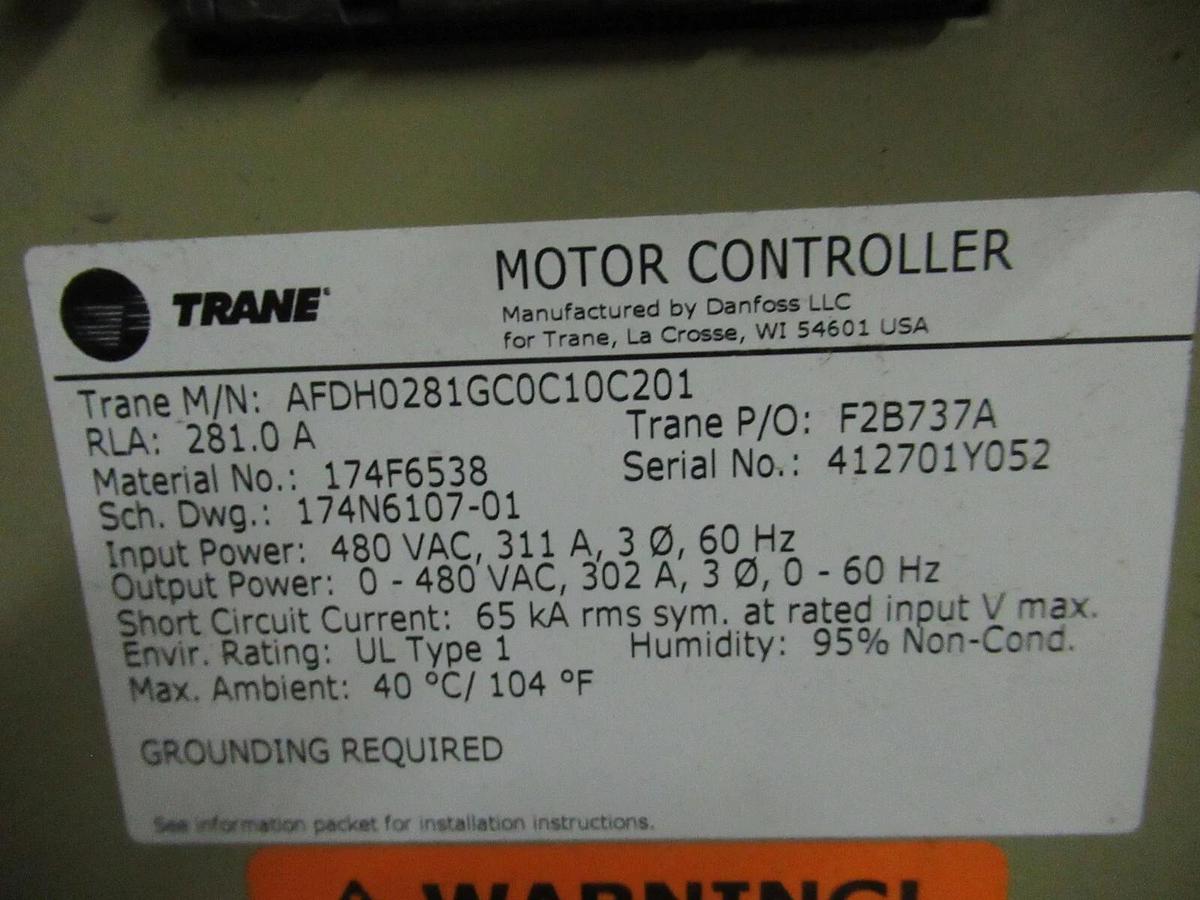 TRANE
MOTOR CONTROLLER
Manufactured by Danfoss LLC
for Trane, La Crosse, WI 54601 USA
Trane M/N: AFDH0281GC0C10C201
RLA: 281.0 A Trane P/O: F2B737A
Material No.: 174F6538 Serial No.: 412701Y052
Sch. Dwg.: 174N6107-01
Input Power: 480 VAC, 311 A, 3 Ø, 60 Hz
Output Power: 0 - 480 VAC, 302 A, 3 Ø, 0 - 60 Hz
Short Circuit Current: 65 kA rms sym. at rated input V max.
Envir. Rating: UL Type 1 Humidity: 95% Non-Cond.
Max. Ambient: 40 ºC/ 104 ºF
GROUNDING REQUIRED
See information packet for installation instructions.
WARNING!